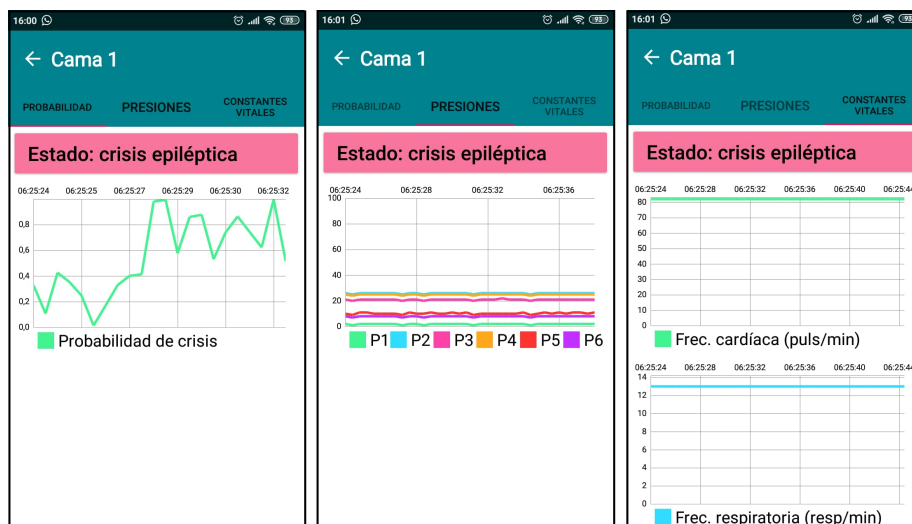 16:00 93
Cama 1
PROBABILIDAD PRESIONES CONSTANTES VITALES
Estado: crisis epiléptica
06:25:24 06:25:25 06:25:27 06:25:29 06:25:30 06:25:32
0,8
0,6
0,4
0,2
0,0
Probabilidad de crisis
16:01 93
Cama 1
PROBABILIDAD PRESIONES CONSTANTES VITALES
Estado: crisis epiléptica
06:25:24 06:25:28 06:25:32 06:25:36
100
80
60
40
20
0
P1 P2 P3 P4 P5 P6
16:01 93
Cama 1
PROBABILIDAD PRESIONES CONSTANTES VITALES
Estado: crisis epiléptica
06:25:24 06:25:28 06:25:32 06:25:36 06:25:40 06:25:44
80
70
60
50
40
30
20
10
0
Frec. cardíaca (puls/min)
06:25:24 06:25:28 06:25:32 06:25:36 06:25:40 06:25:44
14
12
10
8
6
4
2
0
Frec. respiratoria (resp/min)